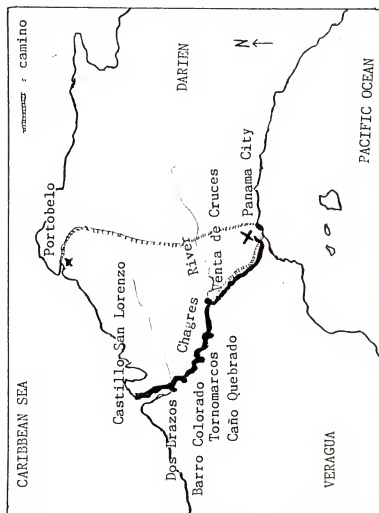 CARIBBEAN SEA
: camino
Portobelo
Castillo San Lorenzo
DARIEN
N
Chagres River
Dos Brazos
Barro Colorado
Tornomarcos
Caño Quebrado
Venta de Cruces
Panama City
VERAGUA
PACIFIC OCEAN